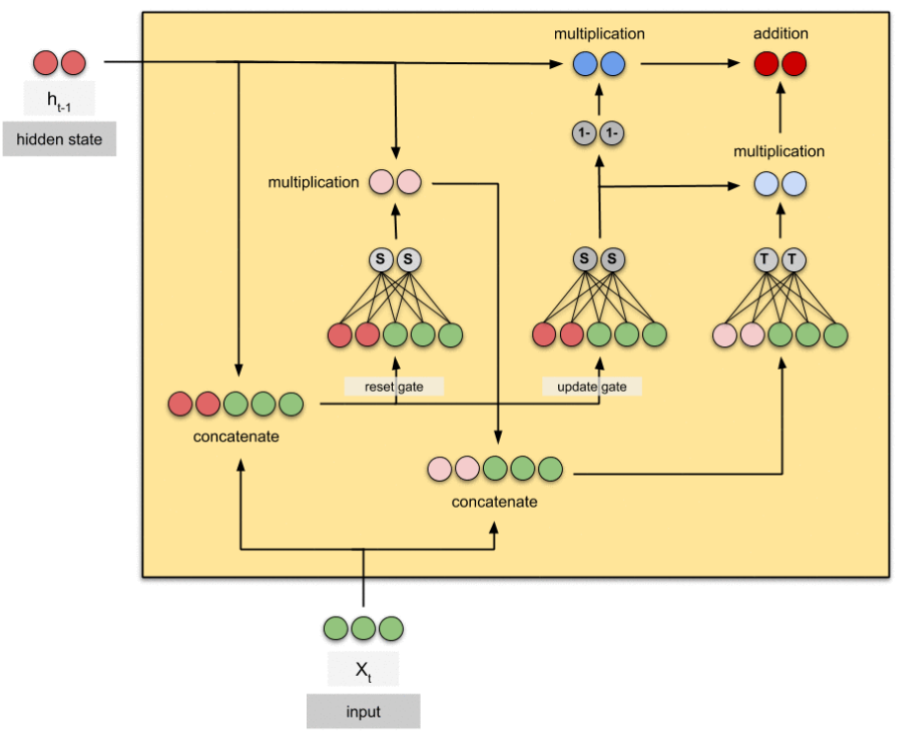 multiplication
addition
h t-1
hidden state
1- 1-
multiplication
multiplication
S S
S S
T T
reset gate
update gate
concatenate
concatenate
X t
input